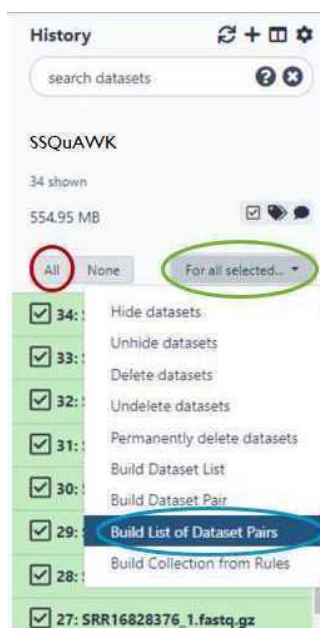 History
search datasets
SSQuAWK
34 shown
554.95 MB
All None For all selected...
34: S
Hide datasets
33: S
Unhide datasets
Delete datasets
32: S
Undelete datasets
31: S
Permanently delete datasets
30: S
Build Dataset List
Build Dataset Pair
29: S
Build List of Dataset Pairs
28: S
Build Collection from Rules
27: SRR16828376_1.fastq.gz